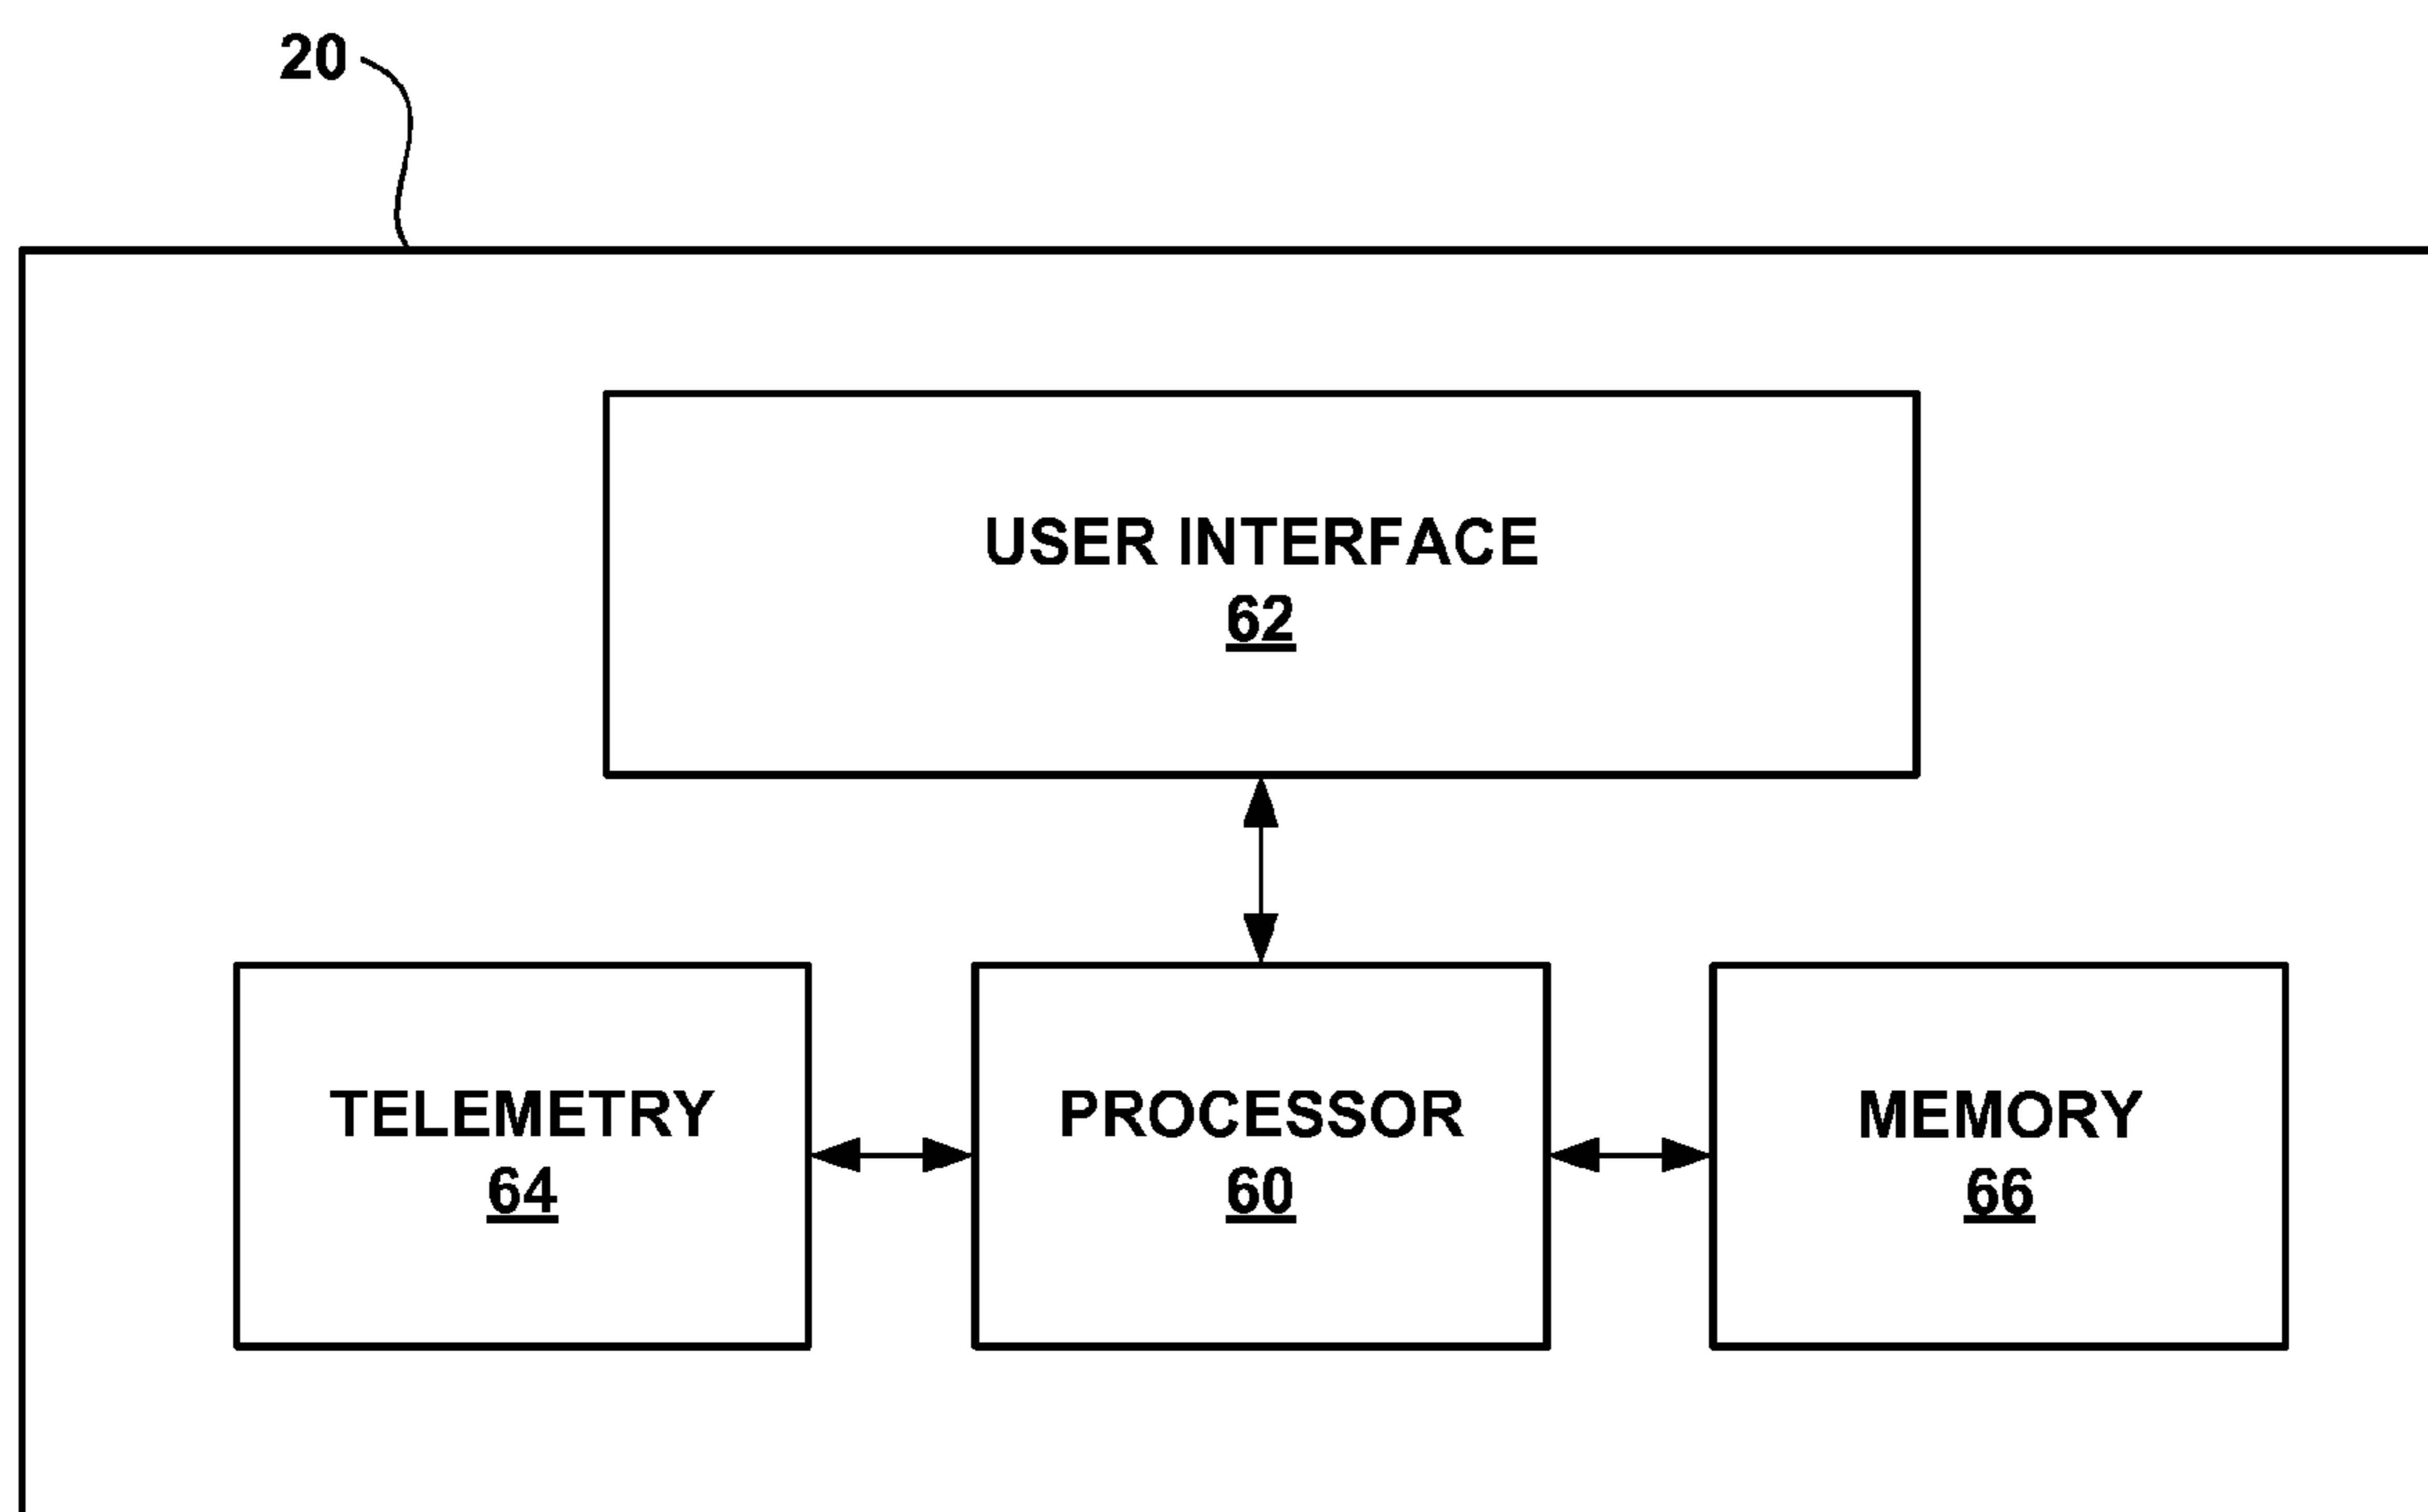 20
USER INTERFACE
62
TELEMETRY
64
PROCESSOR
60
MEMORY
66